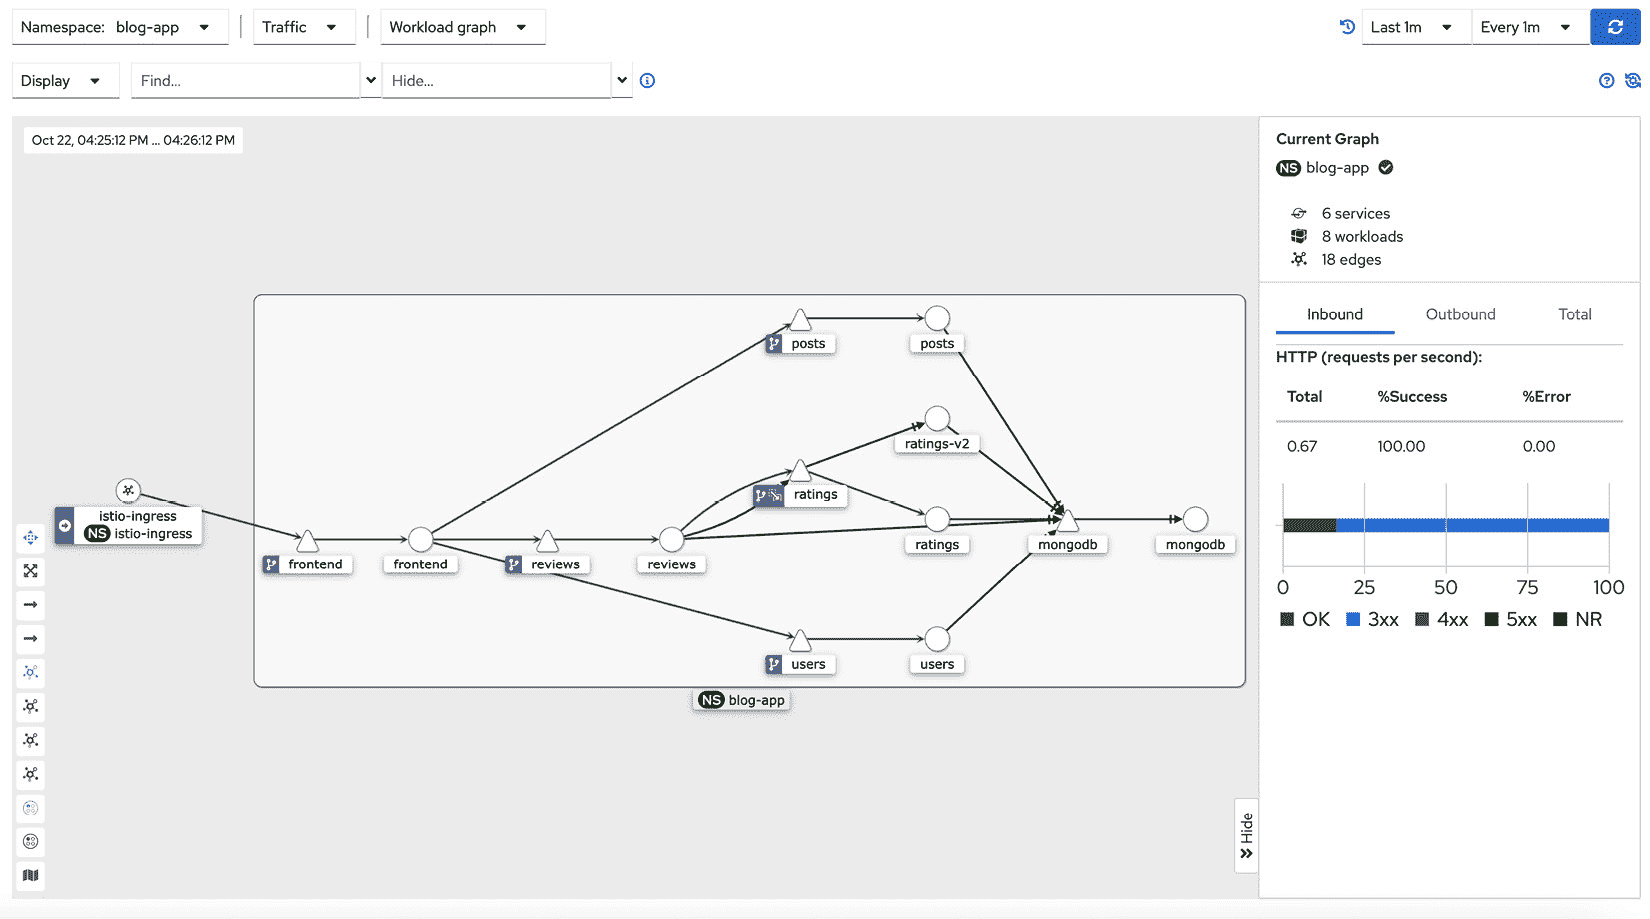 Namespace: blog-app Traffic Workload graph Last 1m Every 1m
Display Find... Hide...
Oct 22, 04:25:12 PM ... 04:26:12 PM
istio-ingress
NS istio-ingress
frontend
frontend
reviews
reviews
posts
posts
ratings-v2
ratings
ratings
mongodb
mongodb
users
users
NS blog-app
Hide
Current Graph
NS blog-app
6 services
8 workloads
18 edges
Inbound Outbound Total
HTTP (requests per second):
Total %Success %Error
0.67 100.00 0.00
0 25 50 75 100
OK 3xx 4xx 5xx NR